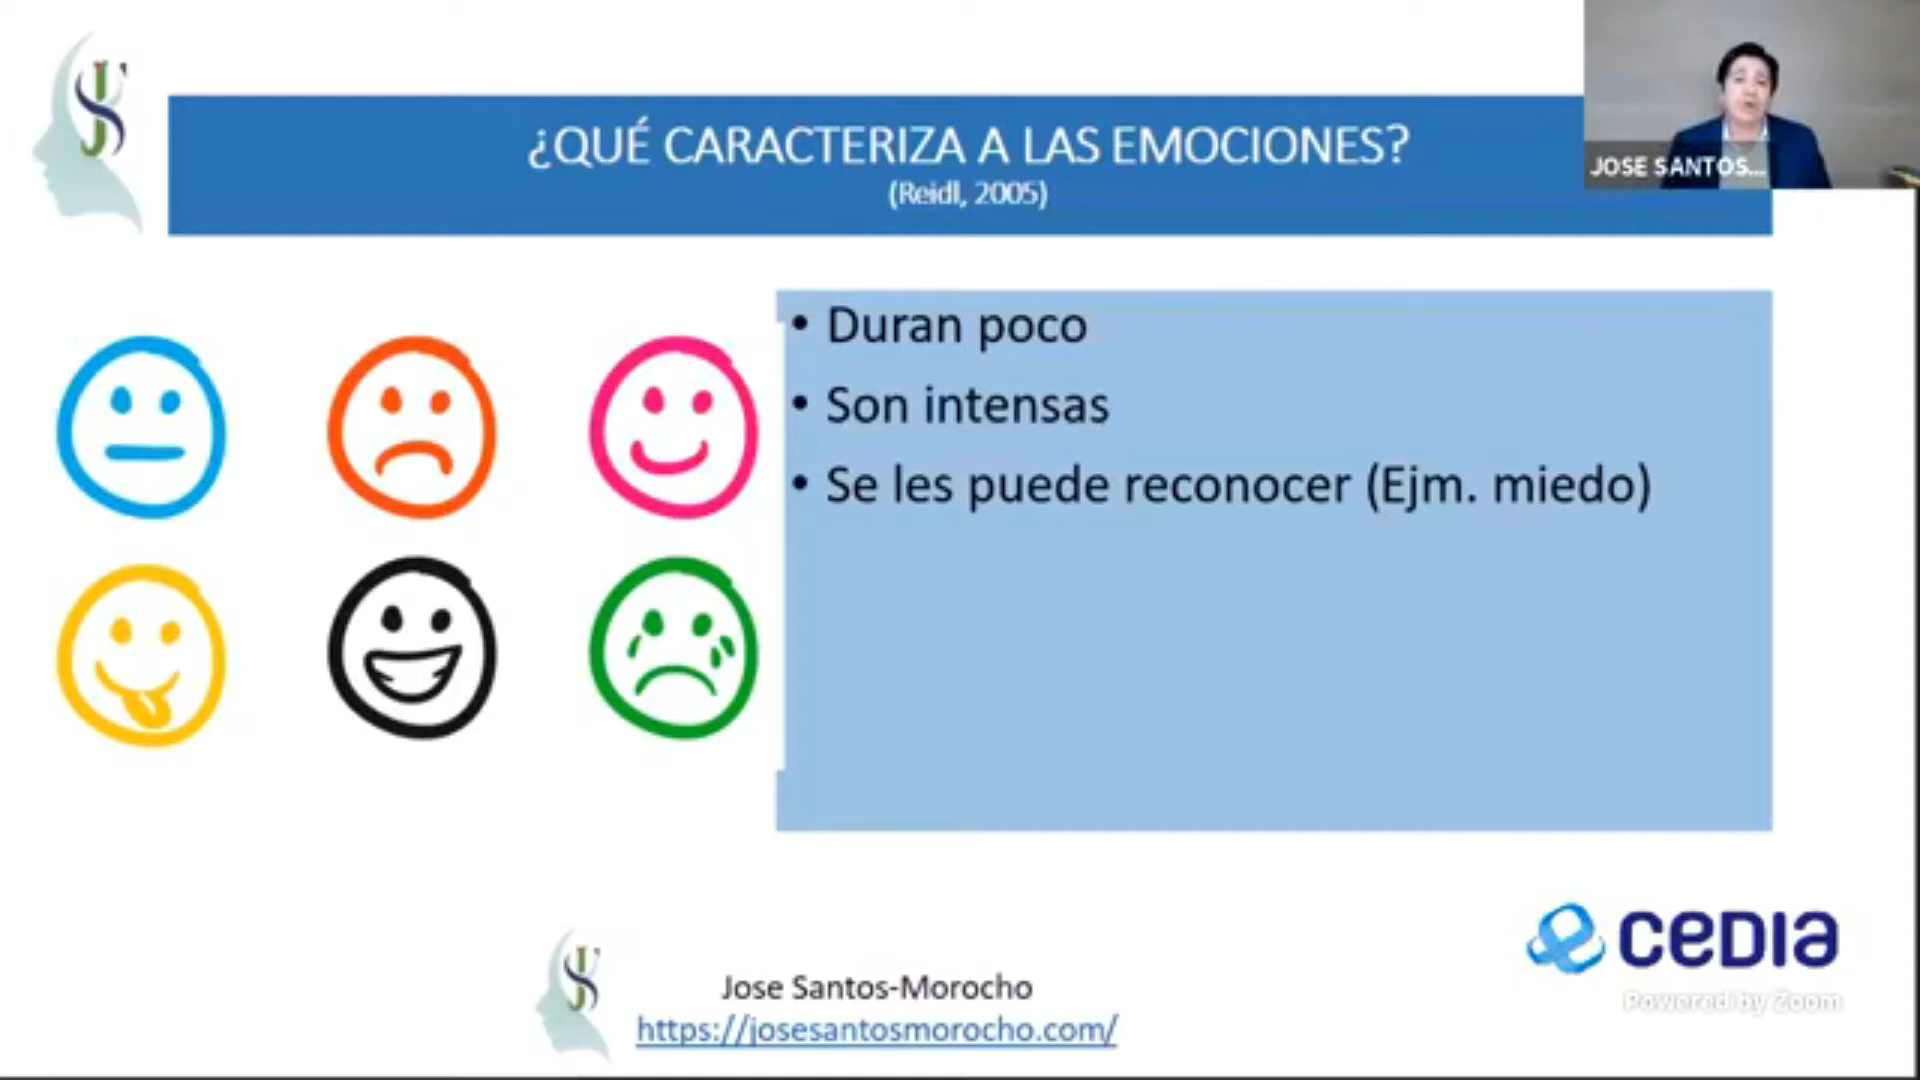 ¿QUÉ CARACTERIZA A LAS EMOCIONES?
(Reidl, 2005)
JOSE SANTOS...
• Duran poco
• Son intensas
• Se les puede reconocer (Ejm. miedo)
Jose Santos-Morocho
https://josesantosmorocho.com/
CEDIA
Powered by Zoom